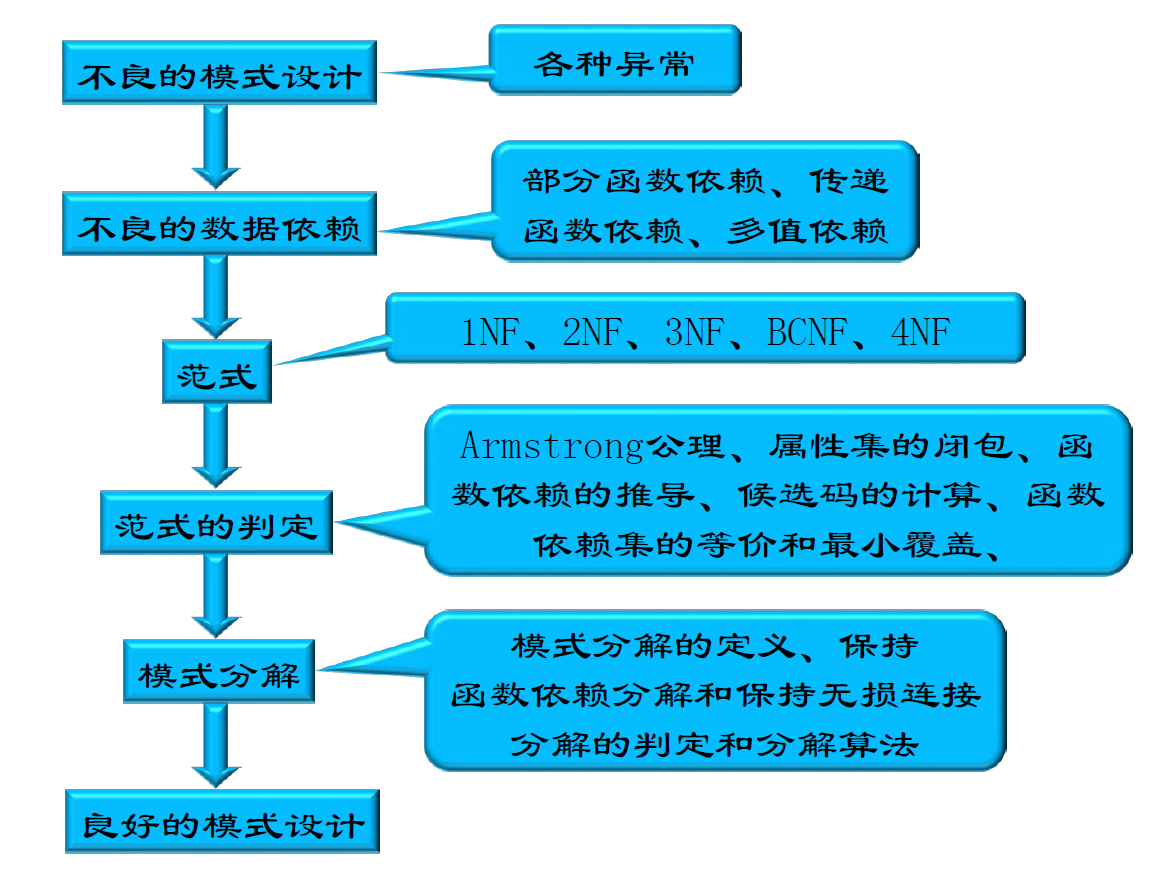 不良的模式设计
各种异常
不良的数据依赖
部分函数依赖、传递
函数依赖、多值依赖
范式
1NF、2NF、3NF、BCNF、4NF
范式的判定
Armstrong公理、属性集的闭包、函
数依赖的推导、候选码的计算、函数
依赖集的等价和最小覆盖、
模式分解
模式分解的定义、保持
函数依赖分解和保持无损连接
分解的判定和分解算法
良好的模式设计